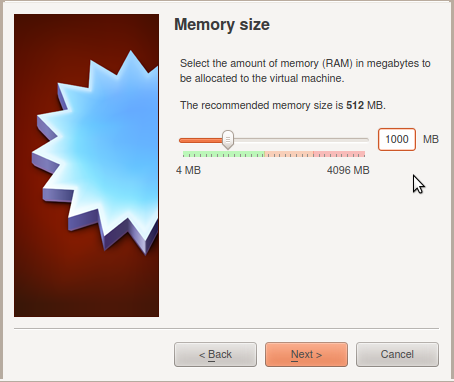 Memory size
Select the amount of memory (RAM) in megabytes to
be allocated to the virtual machine.
The recommended memory size is 512 MB.
1000 MB
4 MB 4096 MB
< Back Next > Cancel